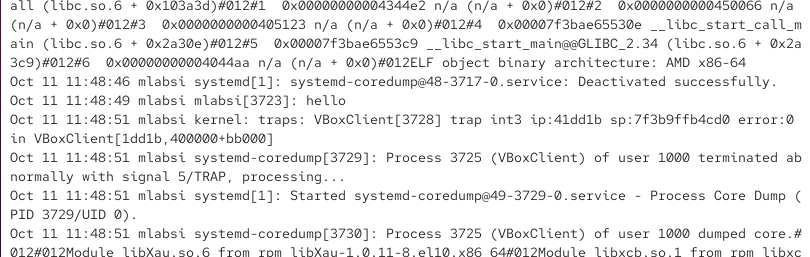 all (libc.so.6 + 0x103a3d)#012#1  0x00000000004344e2 n/a (n/a + 0x0)#012#2  0x0000000000450066 n/a
(n/a + 0x0)#012#3  0x0000000000405123 n/a (n/a + 0x0)#012#4  0x00007f3bae65530e __libc_start_call_m
ain (libc.so.6 + 0x2a30e)#012#5  0x00007f3bae6553c9 __libc_start_main@@GLIBC_2.34 (libc.so.6 + 0x2a
3c9)#012#6  0x00000000004044aa n/a (n/a + 0x0)#012ELF object binary architecture: AMD x86-64
Oct 11 11:48:46 mlabsi systemd[1]: systemd-coredump@48-3717-0.service: Deactivated successfully.
Oct 11 11:48:49 mlabsi mlabsi[3723]: hello
Oct 11 11:48:51 mlabsi kernel: traps: VBoxClient[3728] trap int3 ip:41dd1b sp:7f3b9ffb4cd0 error:0
in VBoxClient[1dd1b,400000+bb000]
Oct 11 11:48:51 mlabsi systemd-coredump[3729]: Process 3725 (VBoxClient) of user 1000 terminated ab
normally with signal 5/TRAP, processing...
Oct 11 11:48:51 mlabsi systemd[1]: Started systemd-coredump@49-3729-0.service - Process Core Dump (
PID 3729/UID 0).
Oct 11 11:48:51 mlabsi systemd-coredump[3730]: Process 3725 (VBoxClient) of user 1000 dumped core.#
012#012Module libXau.so.6 from rpm libXau-1.0.11-8.el10.x86_64#012Module libxcb.so.1 from rpm libxc